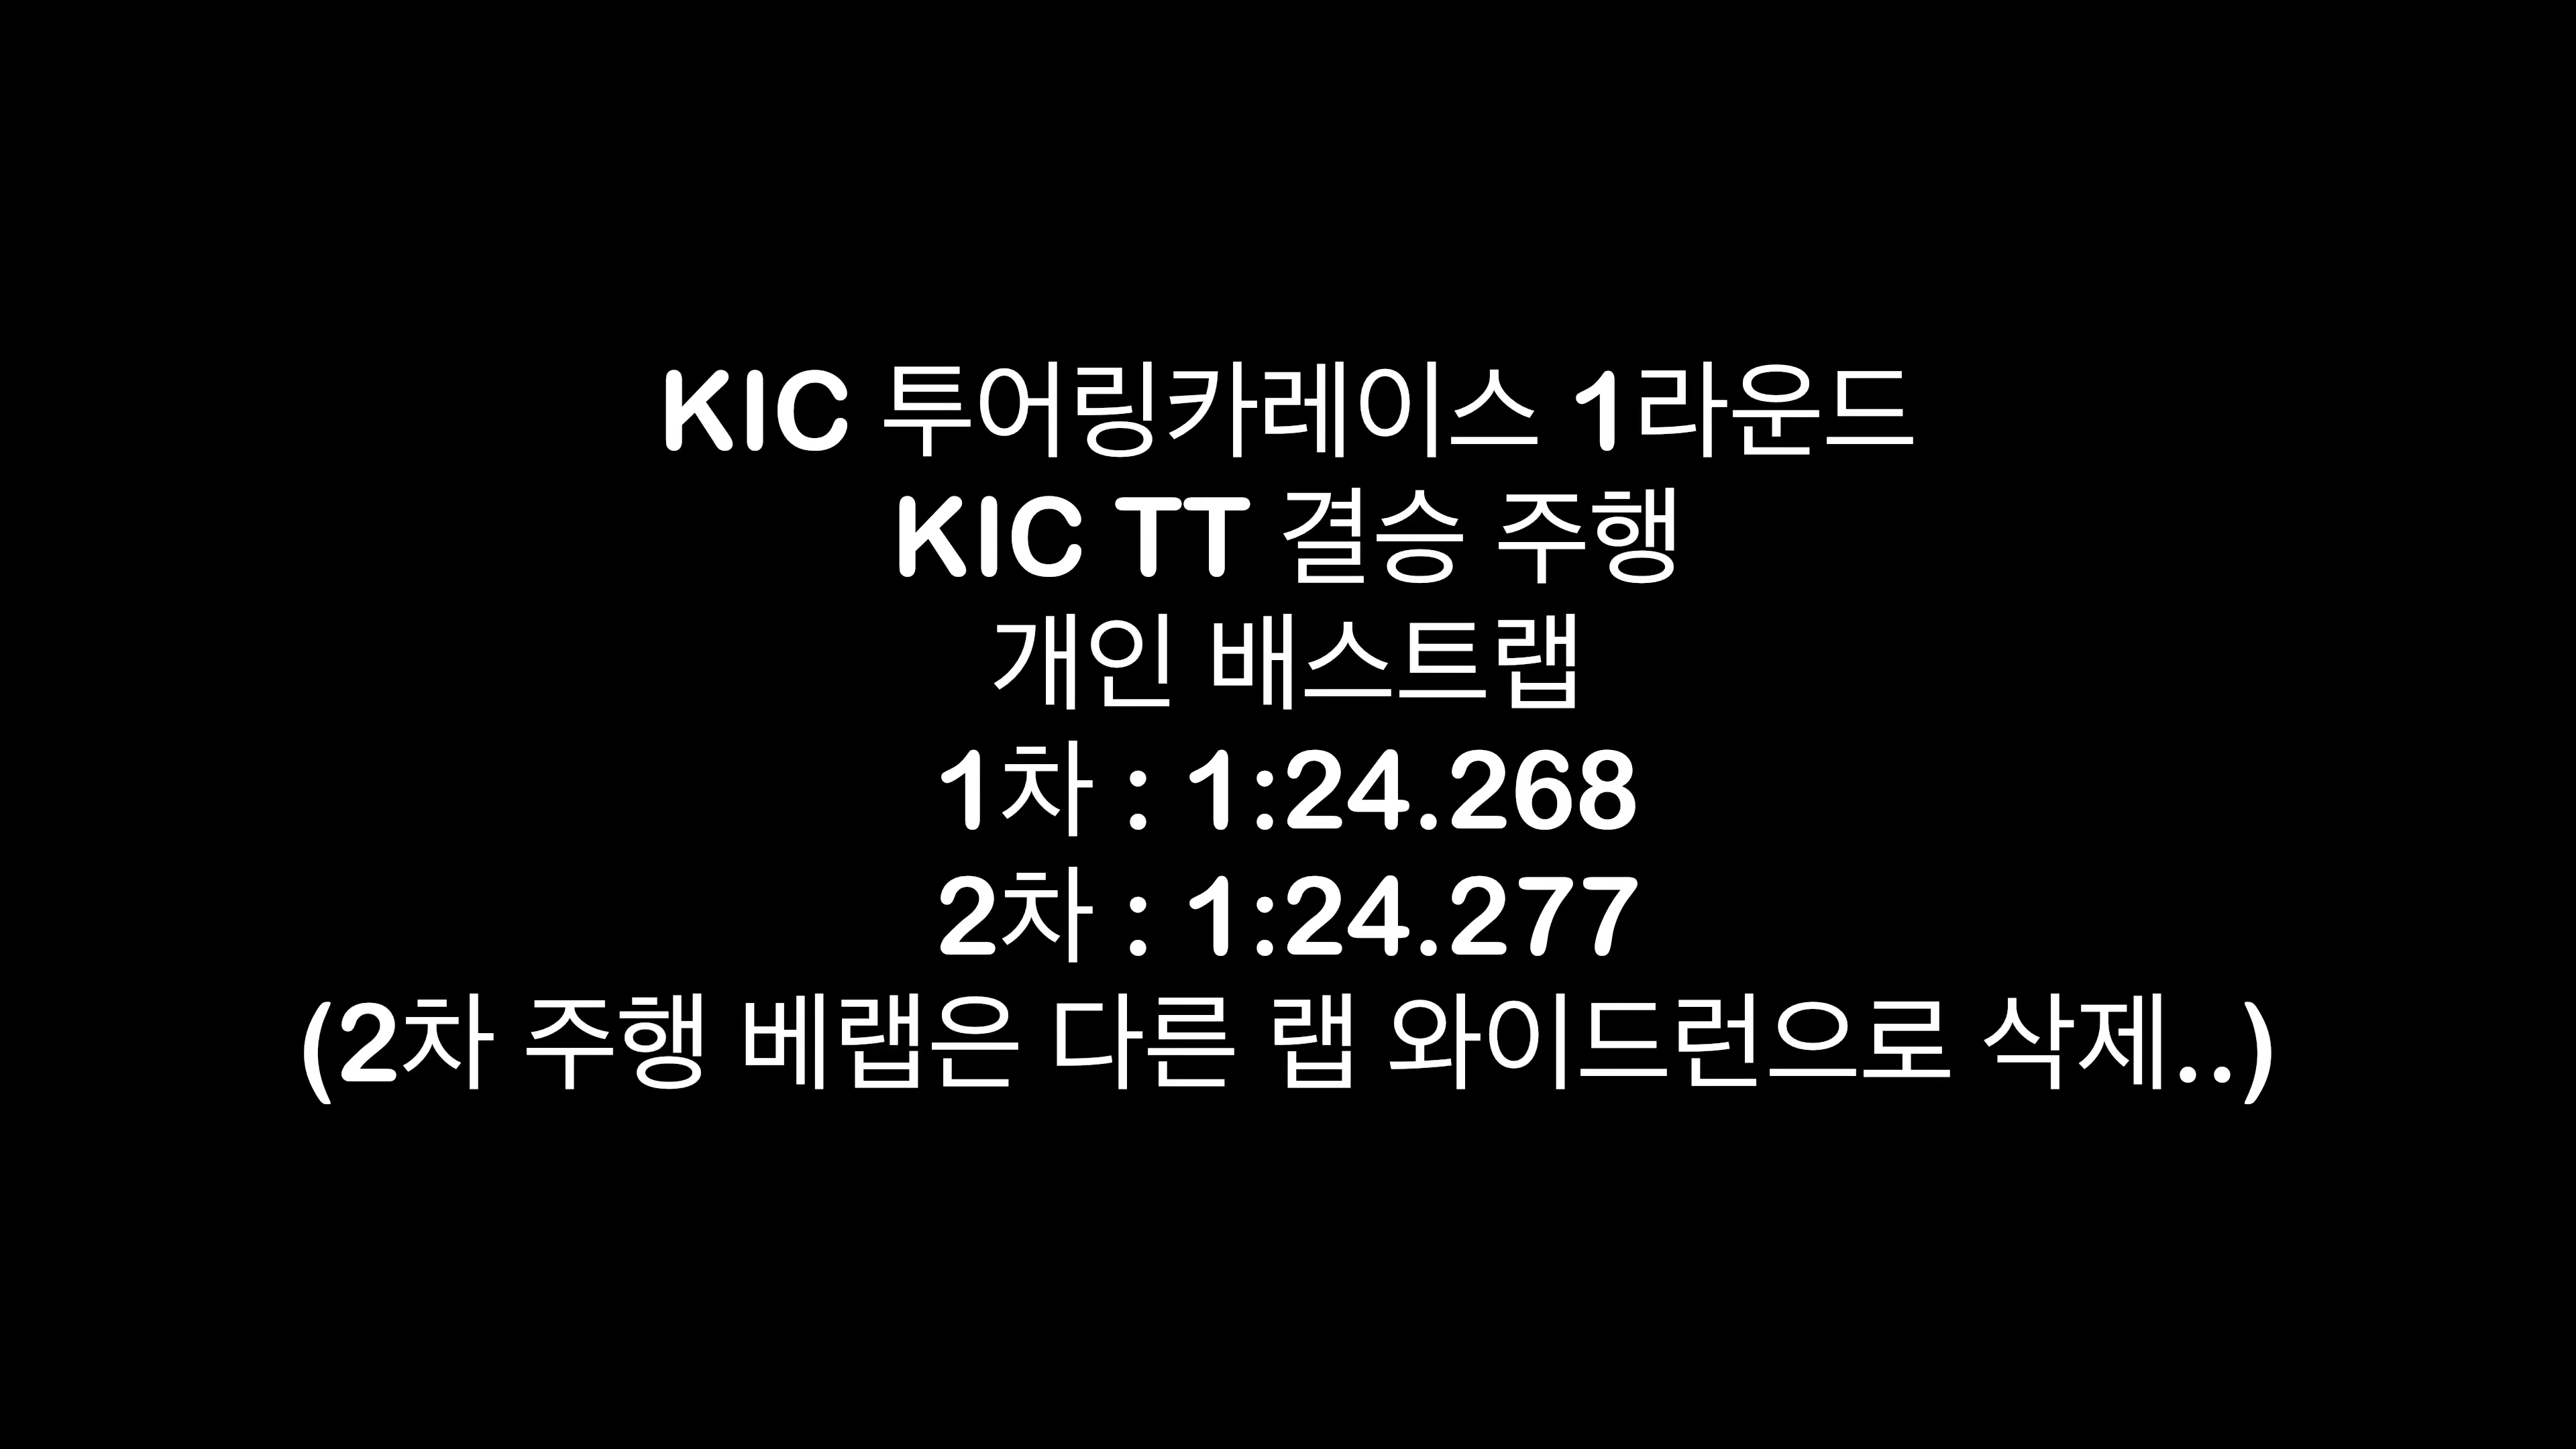 KIC 투어링카레이스 1라운드
KIC TT 결승 주행
개인 배스트랩
1차 : 1:24.268
2차 : 1:24.277
(2차 주행 베랩은 다른 랩 와이드런으로 삭제..)